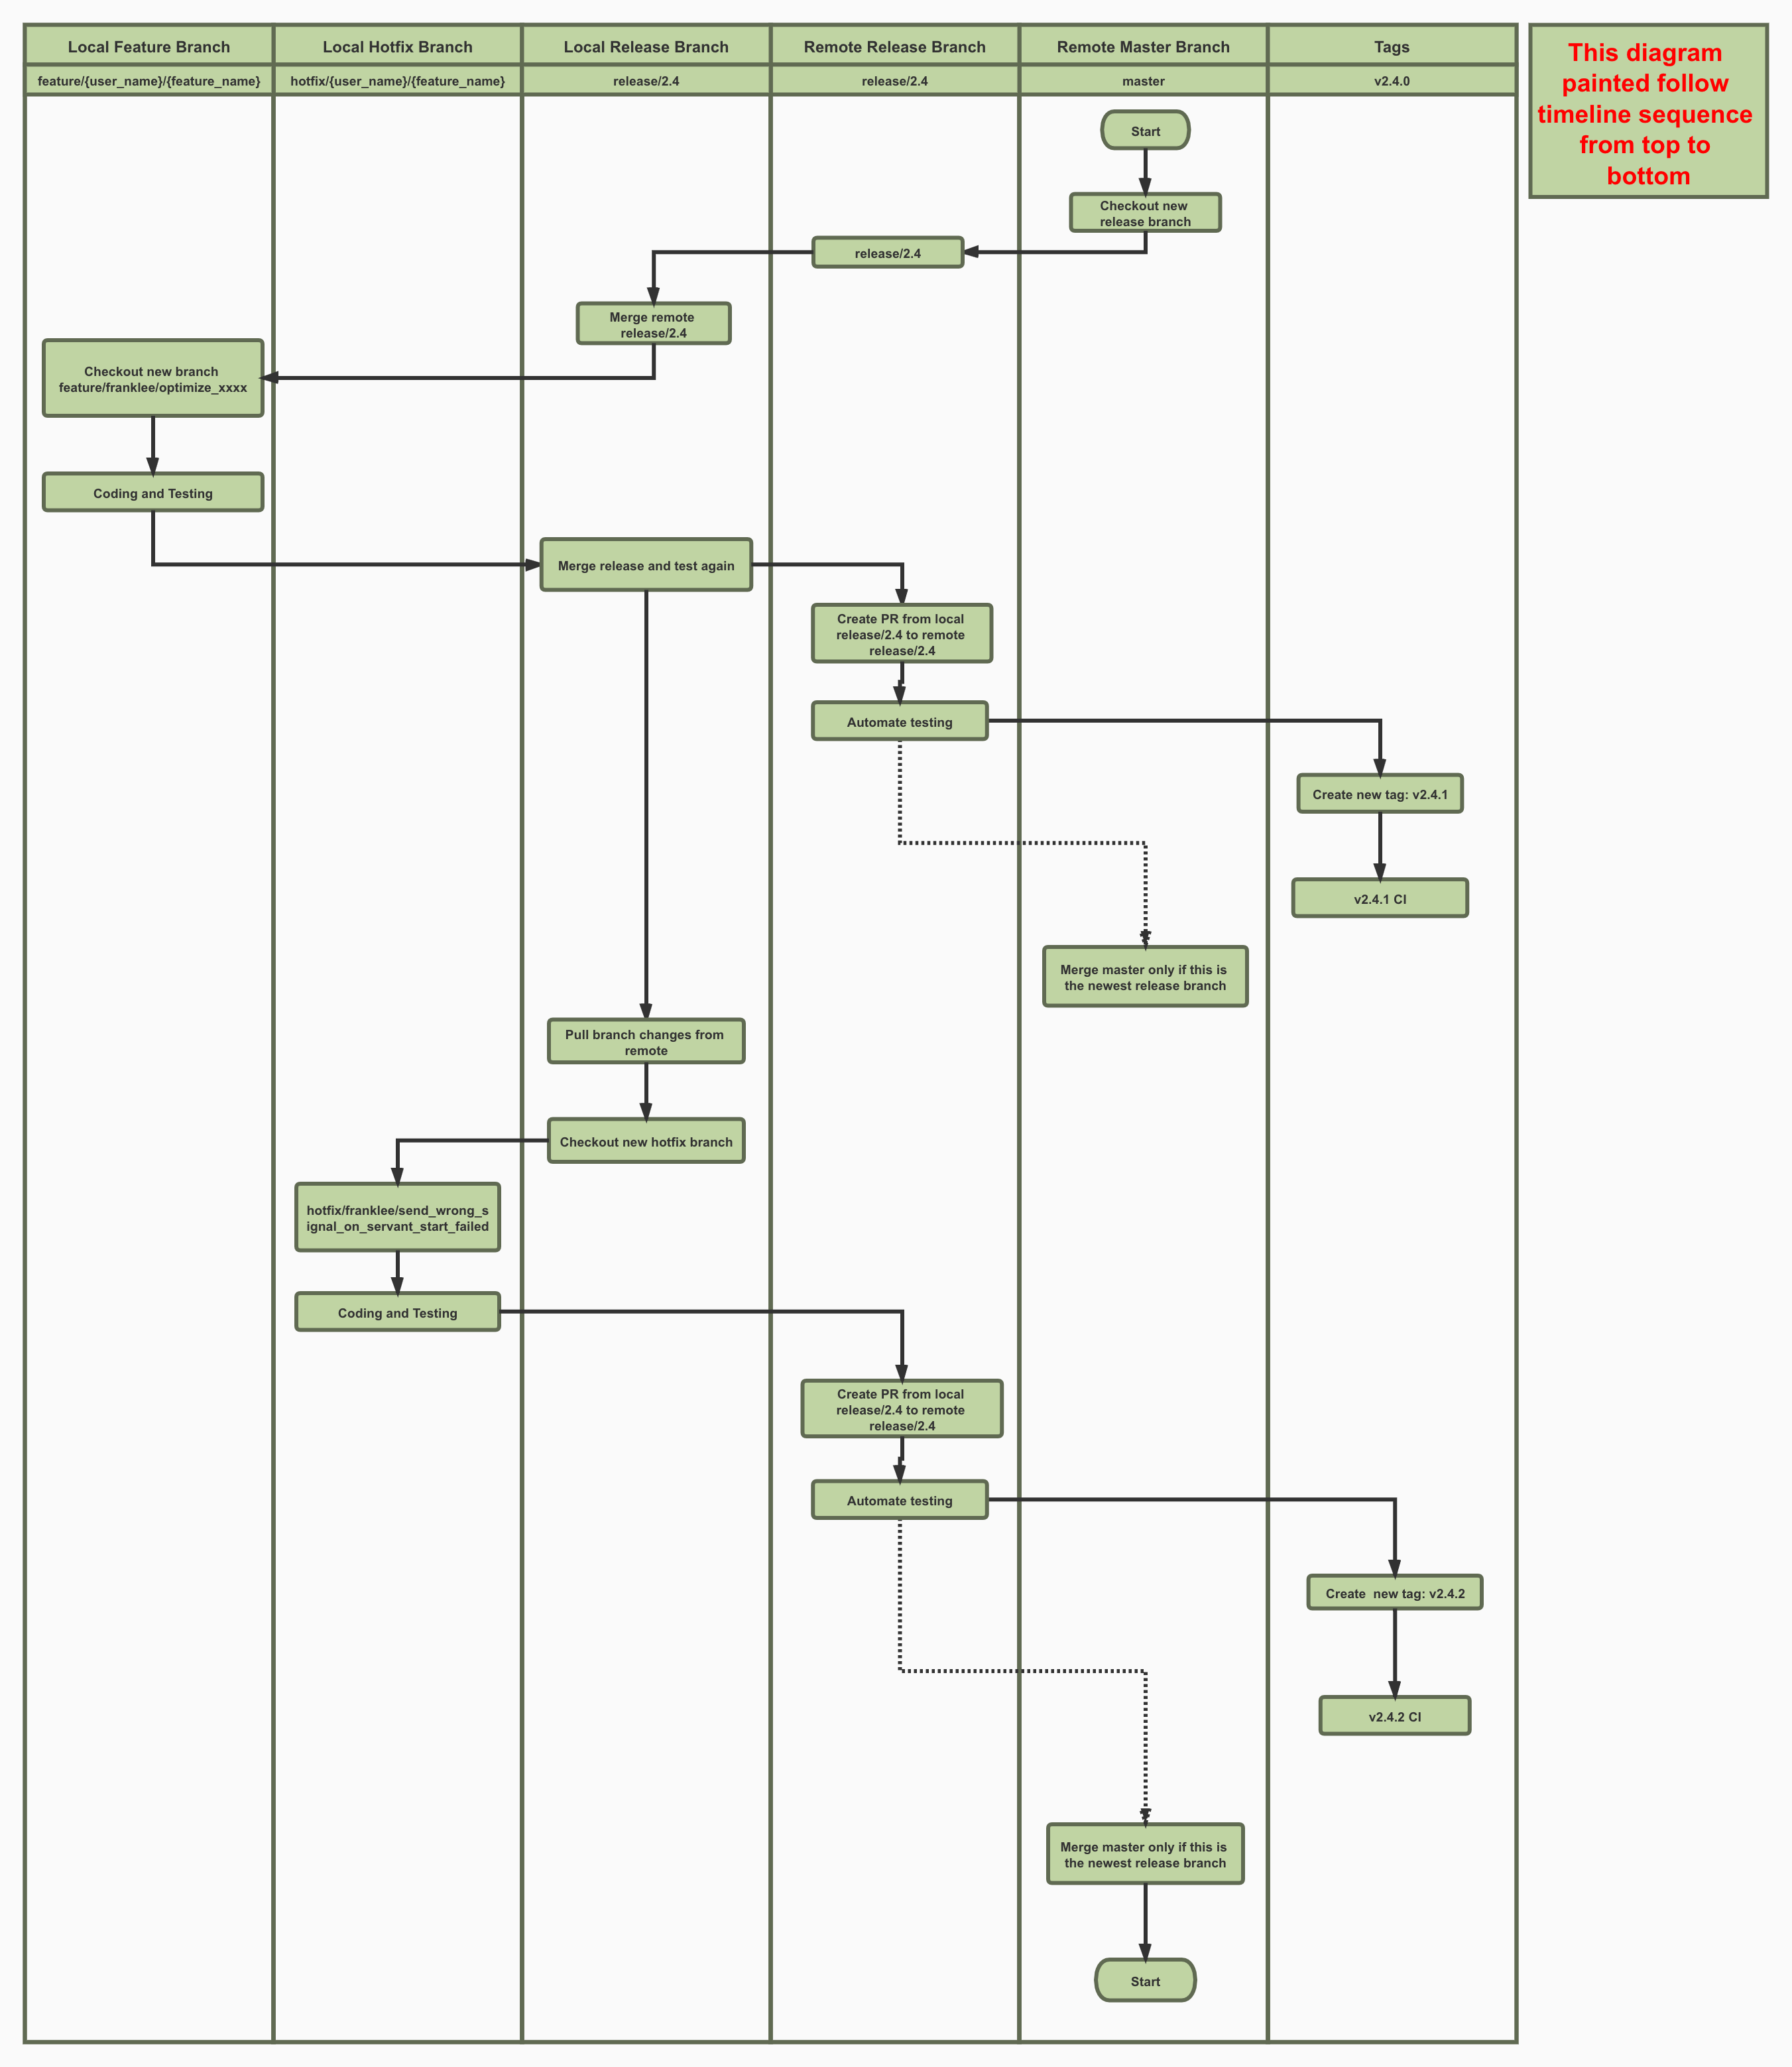 Local Feature Branch
Local Hotfix Branch
Local Release Branch
Remote Release Branch
Remote Master Branch
Tags
feature/{user_name}/{feature_name}
hotfix/{user_name}/{feature_name}
release/2.4
release/2.4
master
v2.4.0
This diagram
painted follow
timeline sequence
from top to
bottom
Start
Checkout new
release branch
release/2.4
Merge remote
release/2.4
Checkout new branch
feature/franklee/optimize_xxxx
Coding and Testing
Merge release and test again
Create PR from local
release/2.4 to remote
release/2.4
Automate testing
Create new tag: v2.4.1
v2.4.1 CI
Merge master only if this is
the newest release branch
Pull branch changes from
remote
Checkout new hotfix branch
hotfix/franklee/send_wrong_s
ignal_on_servant_start_failed
Coding and Testing
Create PR from local
release/2.4 to remote
release/2.4
Automate testing
Create  new tag: v2.4.2
v2.4.2 CI
Merge master only if this is
the newest release branch
Start